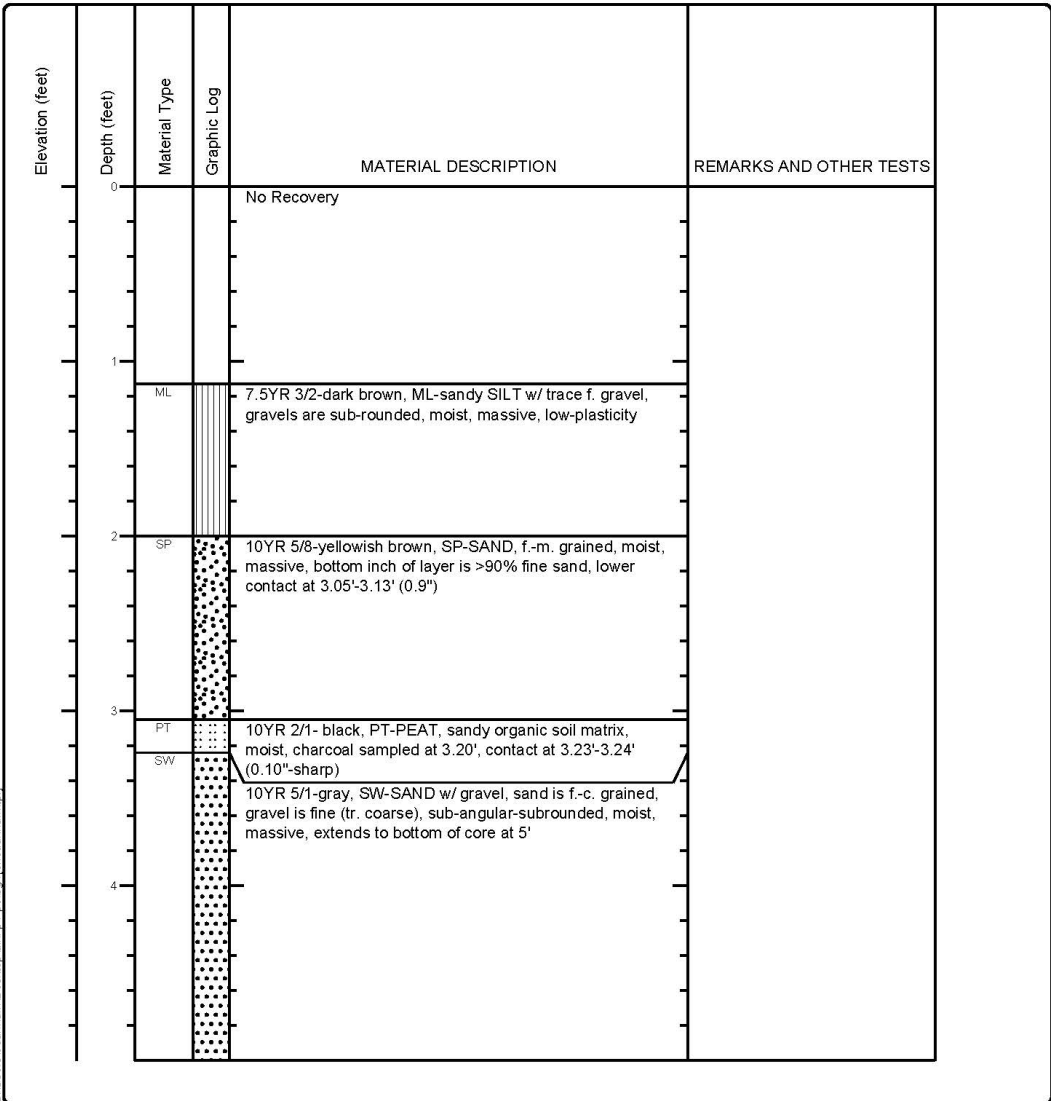 Elevation (feet)
Depth (feet)
Material Type
Graphic Log
MATERIAL DESCRIPTION
REMARKS AND OTHER TESTS
0
No Recovery
1
ML
7.5YR 3/2-dark brown, ML-sandy SILT w/ trace f. gravel,
gravels are sub-rounded, moist, massive, low-plasticity
2
SP
10YR 5/8-yellowish brown, SP-SAND, f.-m. grained, moist,
massive, bottom inch of layer is >90% fine sand, lower
contact at 3.05'-3.13' (0.9")
3
PT
10YR 2/1- black, PT-PEAT, sandy organic soil matrix,
moist, charcoal sampled at 3.20', contact at 3.23'-3.24'
(0.10"-sharp)
SW
10YR 5/1-gray, SW-SAND w/ gravel, sand is f.-c. grained,
gravel is fine (tr. coarse), sub-angular-subrounded, moist,
massive, extends to bottom of core at 5'
4